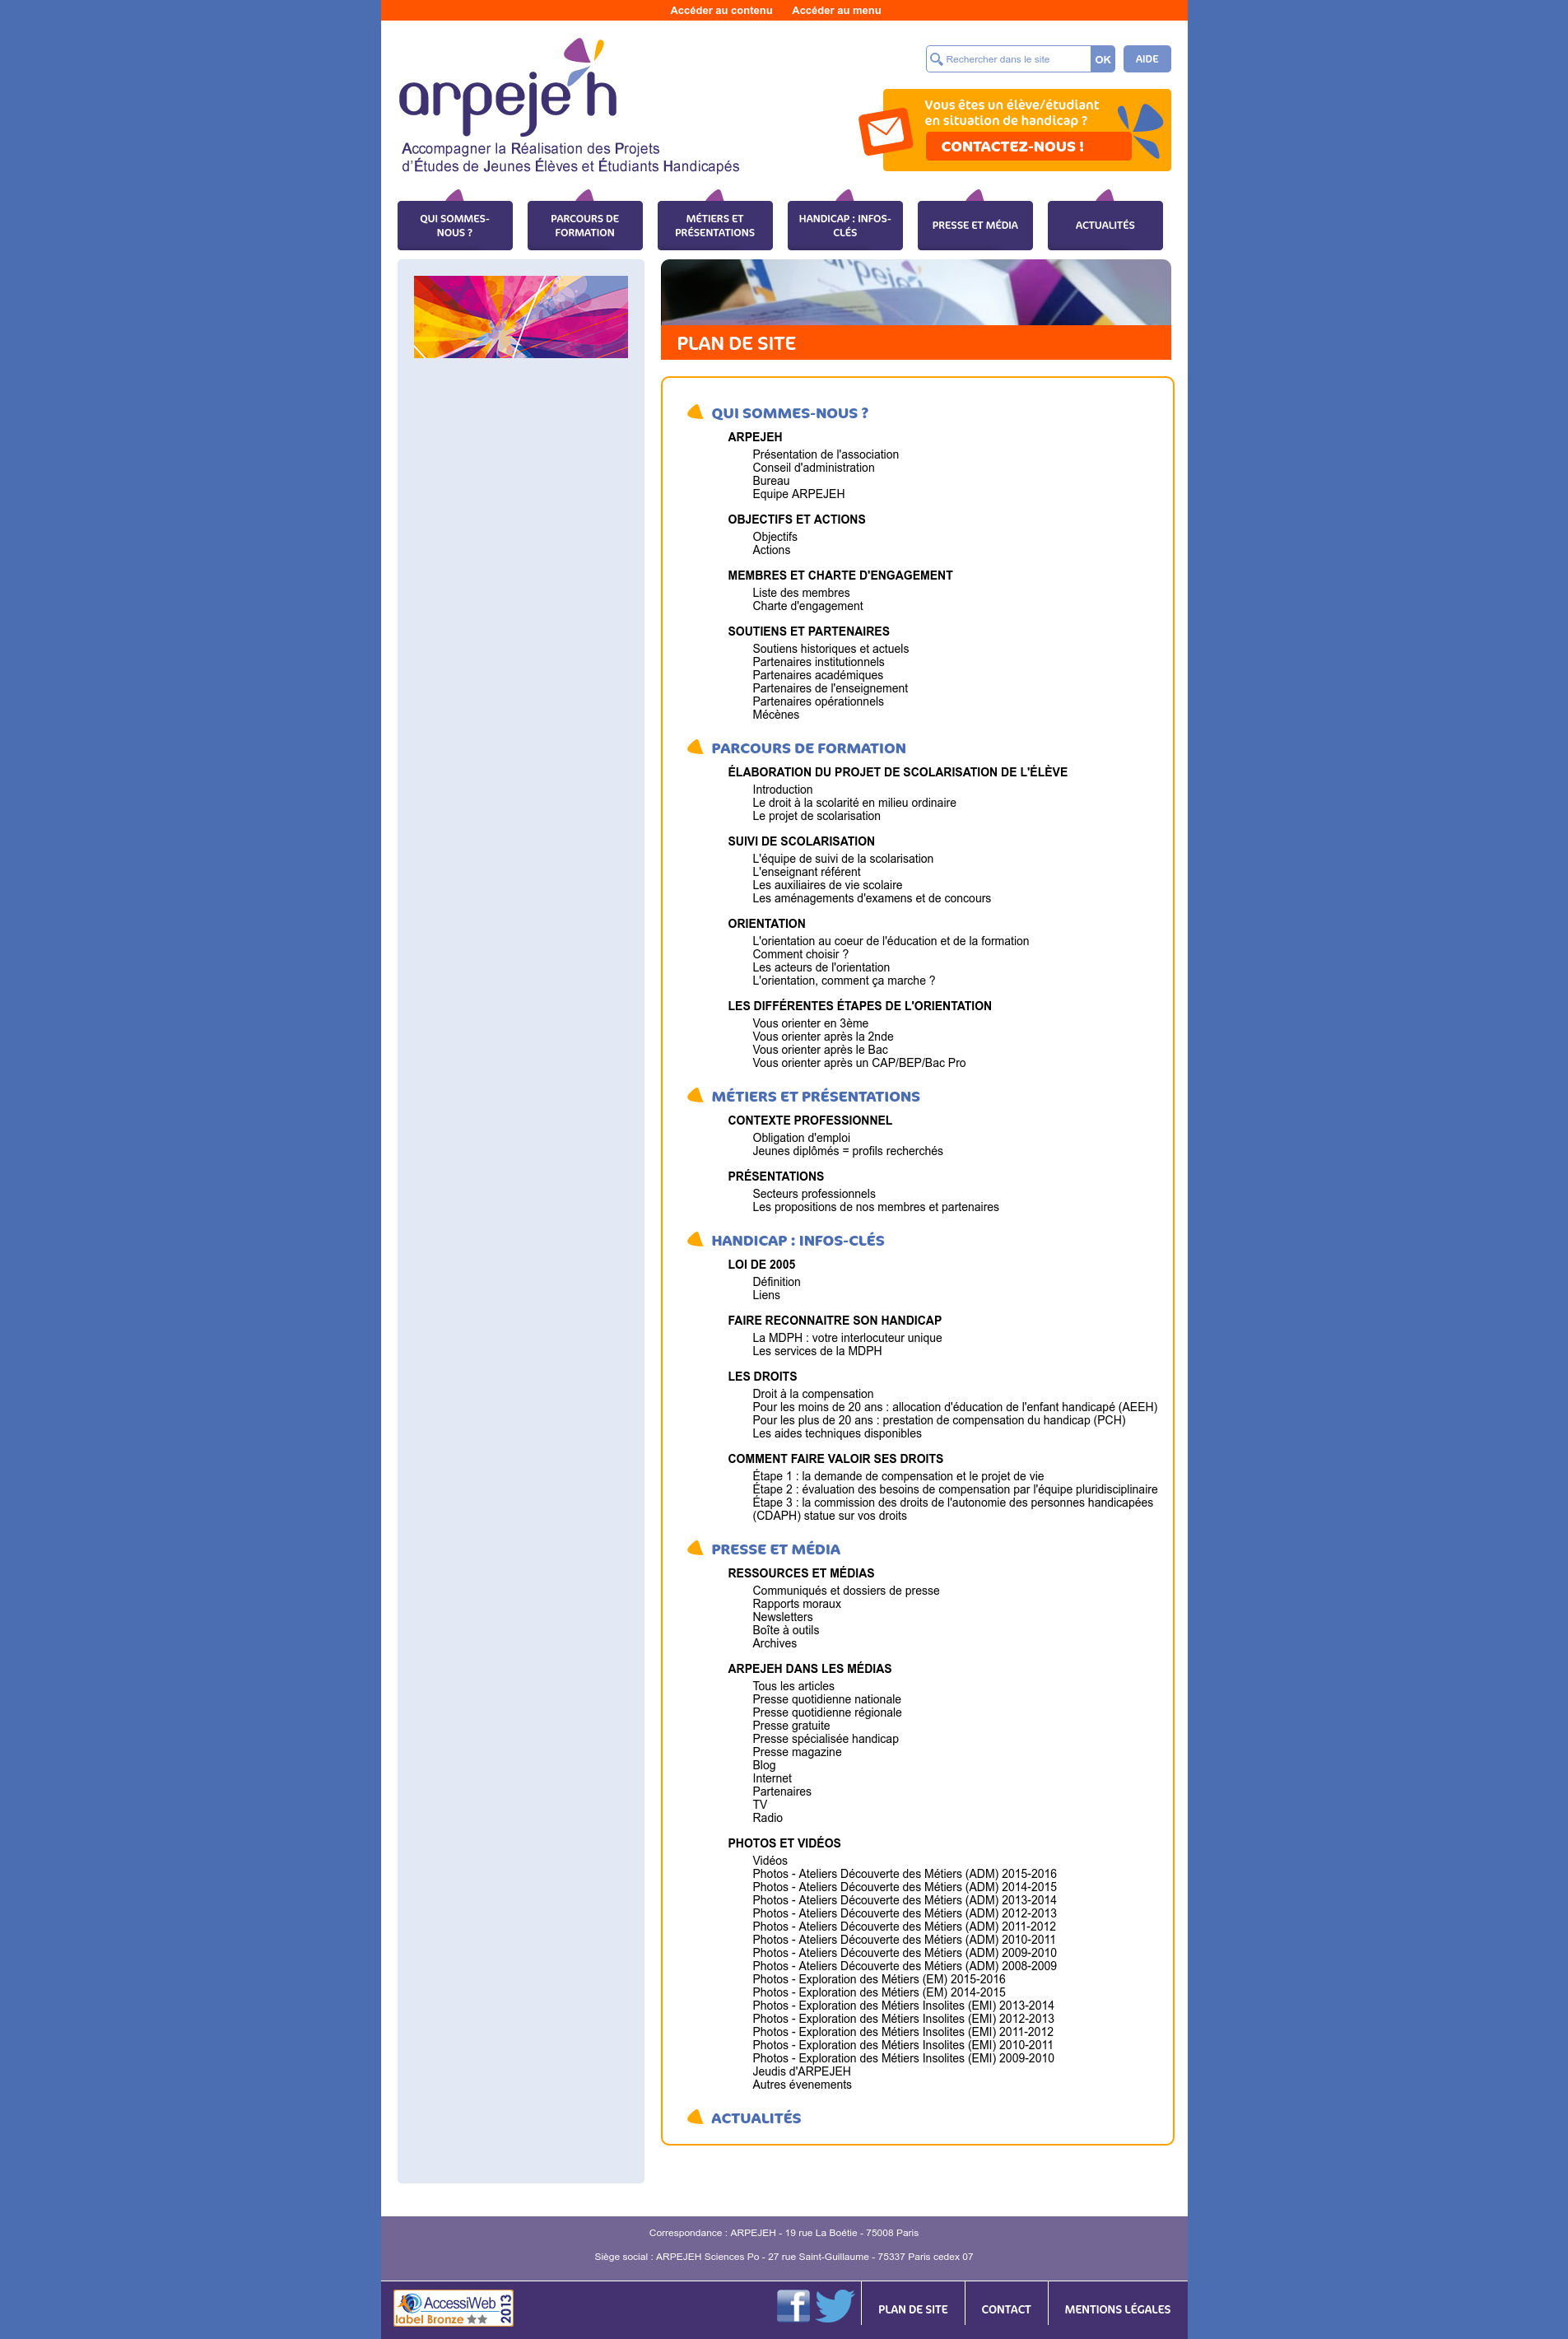 Accéder au contenu Accéder au menu
arpeje'h
Accompagner la Réalisation des Projets
d'Études de Jeunes Élèves et Étudiants Handicapés
Rechercher dans le site OK AIDE
Vous êtes un élève/étudiant
en situation de handicap ?
CONTACTEZ-NOUS !
QUI SOMMES-
NOUS ?
PARCOURS DE
FORMATION
MÉTIERS ET
PRÉSENTATIONS
HANDICAP : INFOS-
CLÉS
PRESSE ET MÉDIA
ACTUALITÉS
arpejeh
PLAN DE SITE
QUI SOMMES-NOUS ?
ARPEJEH
Présentation de l'association
Conseil d'administration
Bureau
Equipe ARPEJEH
OBJECTIFS ET ACTIONS
Objectifs
Actions
MEMBRES ET CHARTE D'ENGAGEMENT
Liste des membres
Charte d'engagement
SOUTIENS ET PARTENAIRES
Soutiens historiques et actuels
Partenaires institutionnels
Partenaires académiques
Partenaires de l'enseignement
Partenaires opérationnels
Mécènes
PARCOURS DE FORMATION
ÉLABORATION DU PROJET DE SCOLARISATION DE L'ÉLÈVE
Introduction
Le droit à la scolarité en milieu ordinaire
Le projet de scolarisation
SUIVI DE SCOLARISATION
L'équipe de suivi de la scolarisation
L'enseignant référent
Les auxiliaires de vie scolaire
Les aménagements d'examens et de concours
ORIENTATION
L'orientation au coeur de l'éducation et de la formation
Comment choisir ?
Les acteurs de l'orientation
L'orientation, comment ça marche ?
LES DIFFÉRENTES ÉTAPES DE L'ORIENTATION
Vous orienter en 3ème
Vous orienter après la 2nde
Vous orienter après le Bac
Vous orienter après un CAP/BEP/Bac Pro
MÉTIERS ET PRÉSENTATIONS
CONTEXTE PROFESSIONNEL
Obligation d'emploi
Jeunes diplômés = profils recherchés
PRÉSENTATIONS
Secteurs professionnels
Les propositions de nos membres et partenaires
HANDICAP : INFOS-CLÉS
LOI DE 2005
Définition
Liens
FAIRE RECONNAITRE SON HANDICAP
La MDPH : votre interlocuteur unique
Les services de la MDPH
LES DROITS
Droit à la compensation
Pour les moins de 20 ans : allocation d'éducation de l'enfant handicapé (AEEH)
Pour les plus de 20 ans : prestation de compensation du handicap (PCH)
Les aides techniques disponibles
COMMENT FAIRE VALOIR SES DROITS
Étape 1 : la demande de compensation et le projet de vie
Étape 2 : évaluation des besoins de compensation par l'équipe pluridisciplinaire
Étape 3 : la commission des droits de l'autonomie des personnes handicapées
(CDAPH) statue sur vos droits
PRESSE ET MÉDIA
RESSOURCES ET MÉDIAS
Communiqués et dossiers de presse
Rapports moraux
Newsletters
Boîte à outils
Archives
ARPEJEH DANS LES MÉDIAS
Tous les articles
Presse quotidienne nationale
Presse quotidienne régionale
Presse gratuite
Presse spécialisée handicap
Presse magazine
Blog
Internet
Partenaires
TV
Radio
PHOTOS ET VIDÉOS
Vidéos
Photos - Ateliers Découverte des Métiers (ADM) 2015-2016
Photos - Ateliers Découverte des Métiers (ADM) 2014-2015
Photos - Ateliers Découverte des Métiers (ADM) 2013-2014
Photos - Ateliers Découverte des Métiers (ADM) 2012-2013
Photos - Ateliers Découverte des Métiers (ADM) 2011-2012
Photos - Ateliers Découverte des Métiers (ADM) 2010-2011
Photos - Ateliers Découverte des Métiers (ADM) 2009-2010
Photos - Ateliers Découverte des Métiers (ADM) 2008-2009
Photos - Exploration des Métiers (EM) 2015-2016
Photos - Exploration des Métiers (EM) 2014-2015
Photos - Exploration des Métiers Insolites (EMI) 2013-2014
Photos - Exploration des Métiers Insolites (EMI) 2012-2013
Photos - Exploration des Métiers Insolites (EMI) 2011-2012
Photos - Exploration des Métiers Insolites (EMI) 2010-2011
Photos - Exploration des Métiers Insolites (EMI) 2009-2010
Jeudis d'ARPEJEH
Autres évenements
ACTUALITÉS
Correspondance : ARPEJEH - 19 rue La Boétie - 75008 Paris
Siège social : ARPEJEH Sciences Po - 27 rue Saint-Guillaume - 75337 Paris cedex 07
AccessiWeb
label Bronze
2013
f
PLAN DE SITE CONTACT MENTIONS LÉGALES